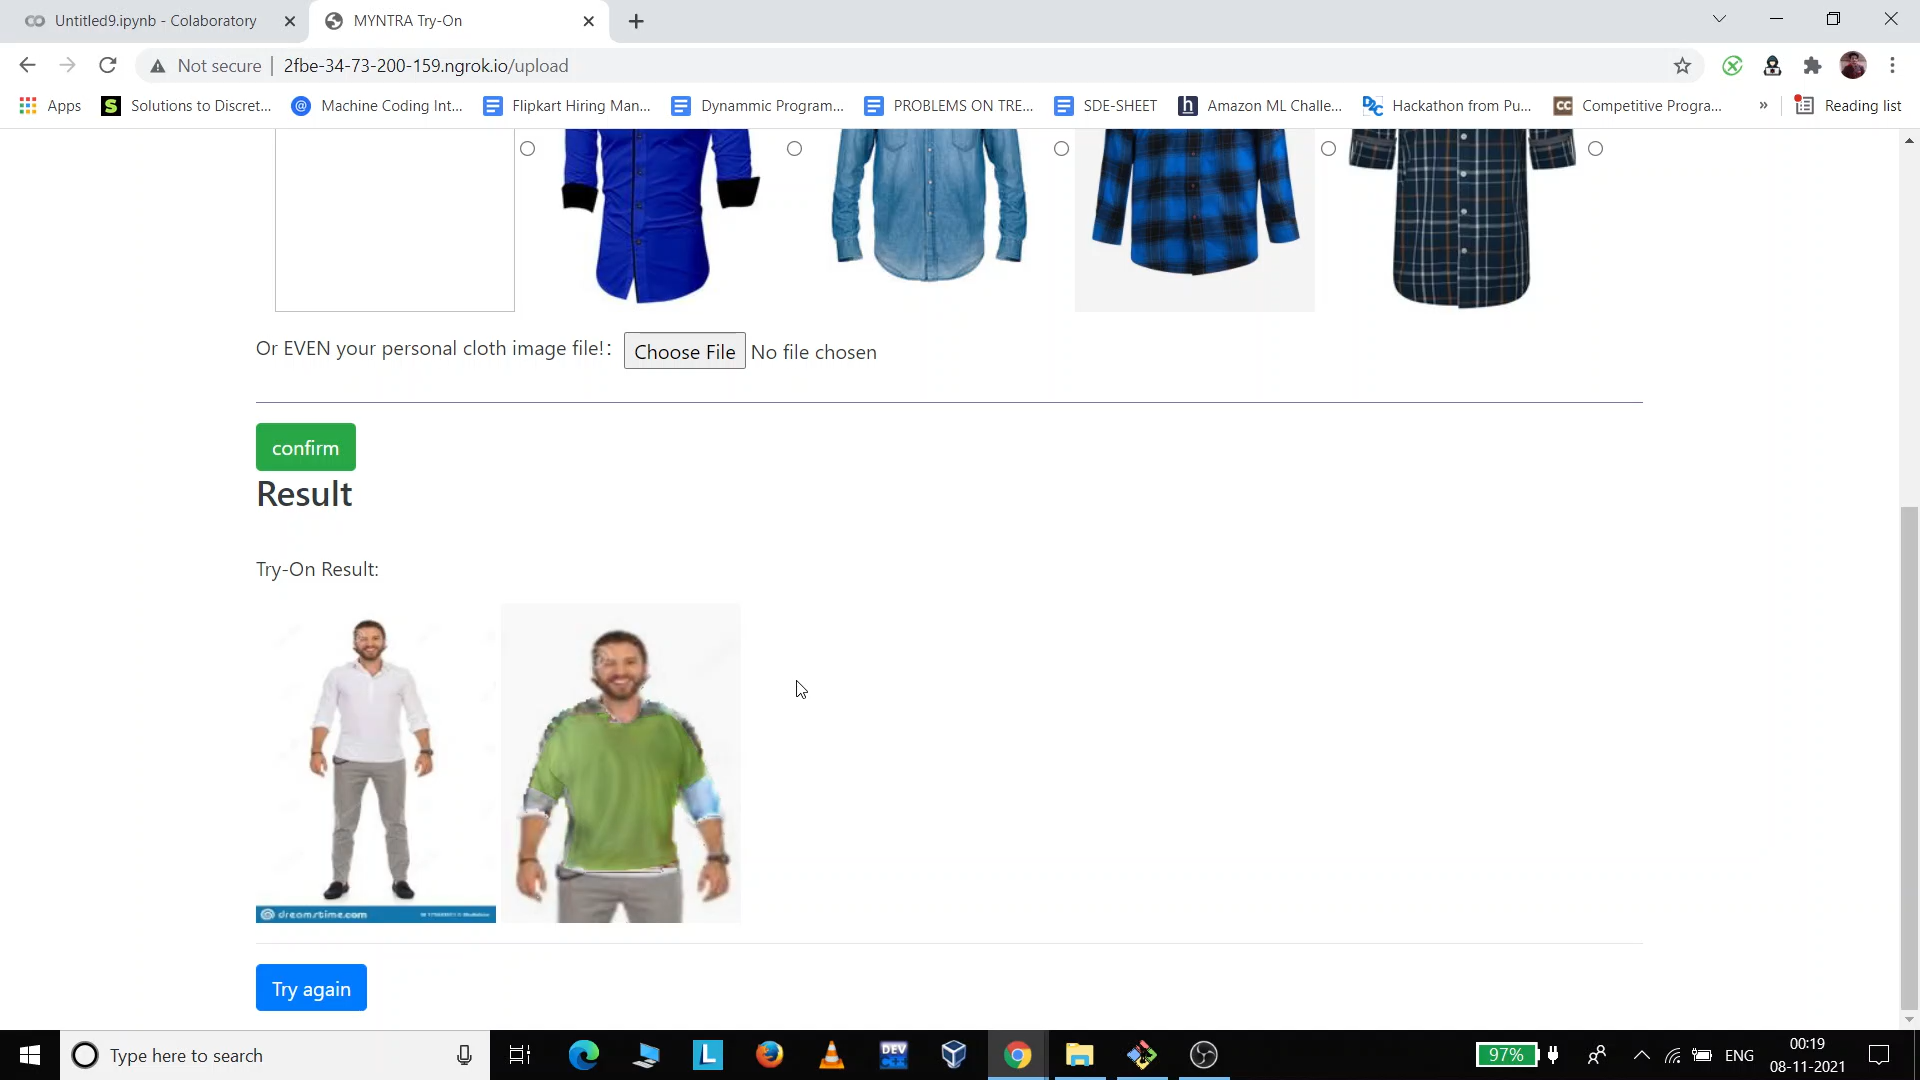 Untitled9.ipynb - Colaboratory
MYNTRA Try-On
Not secure
2fbe-34-73-200-159.ngrok.io/upload
Apps
S
Solutions to Discret...
@
Machine Coding Int...
Flipkart Hiring Man...
Dynammic Program...
PROBLEMS ON TRE...
SDE-SHEET
h
Amazon ML Challe...
Hackathon from Pu...
CC
Competitive Progra...
»
Reading list
Or EVEN your personal cloth image file!:
Choose File
No file chosen
confirm
Result
Try-On Result:
dreamstime.com
Try again
Type here to search
L
DEV
97%
ENG
00:19
08-11-2021